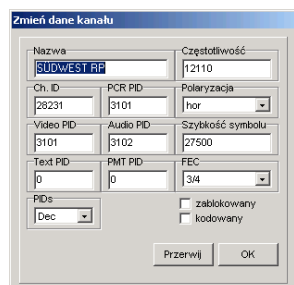 Zmień dane kanału
Nazwa Częstotliwość
SÜDWEST RP 12110
Ch. ID PCR PID Polaryzacja
28231 3101 hor
Video PID Audio PID Szybkość symbolu
3101 3102 27500
Text PID PMT PID FEC
0 0 3/4
PIDs
Dec
zablokowany
kodowany
Przerwij OK